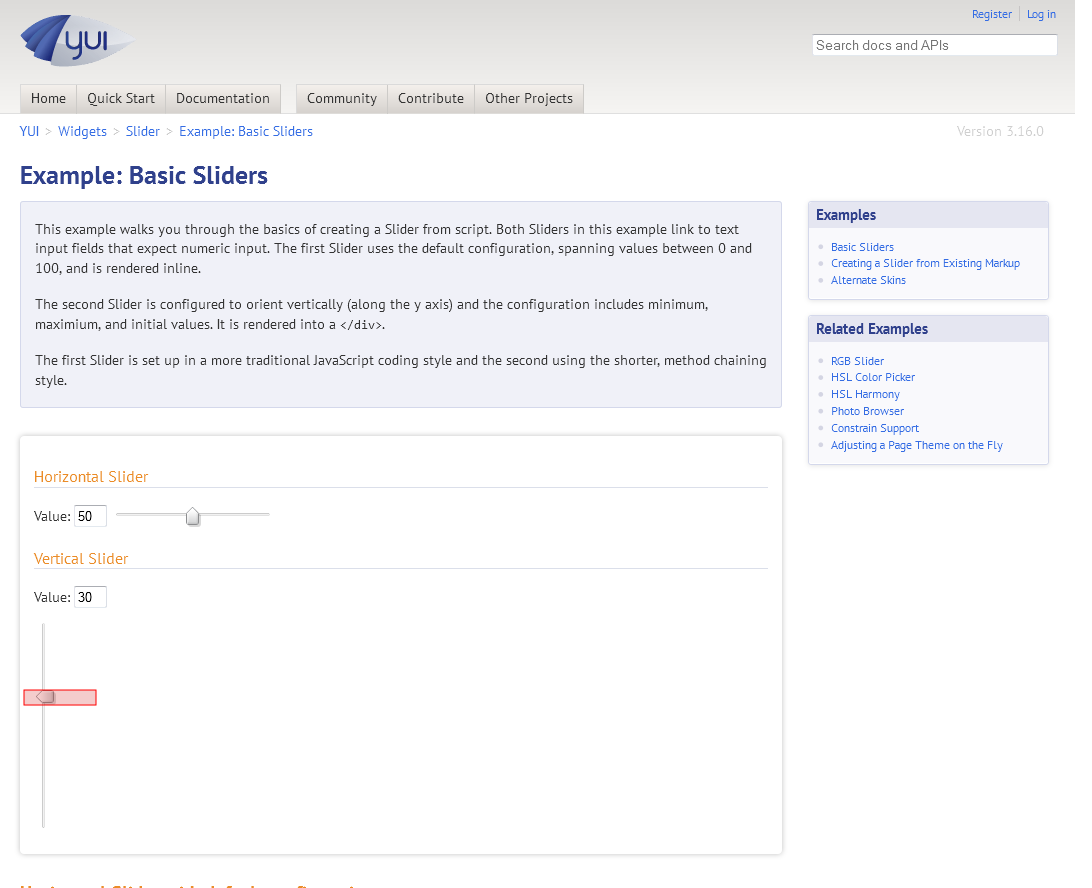 yui
Register
Log in
Search docs and APIs
Home
Quick Start
Documentation
Community
Contribute
Other Projects
YUI > Widgets > Slider > Example: Basic Sliders
Version 3.16.0
Example: Basic Sliders
This example walks you through the basics of creating a Slider from script. Both Sliders in this example link to text
input fields that expect numeric input. The first Slider uses the default configuration, spanning values between 0 and
100, and is rendered inline.
The second Slider is configured to orient vertically (along the y axis) and the configuration includes minimum,
maximium, and initial values. It is rendered into a </div>.
The first Slider is set up in a more traditional JavaScript coding style and the second using the shorter, method chaining
style.
Horizontal Slider
Value: 50
Vertical Slider
Value: 30
Examples
Basic Sliders
Creating a Slider from Existing Markup
Alternate Skins
Related Examples
RGB Slider
HSL Color Picker
HSL Harmony
Photo Browser
Constrain Support
Adjusting a Page Theme on the Fly